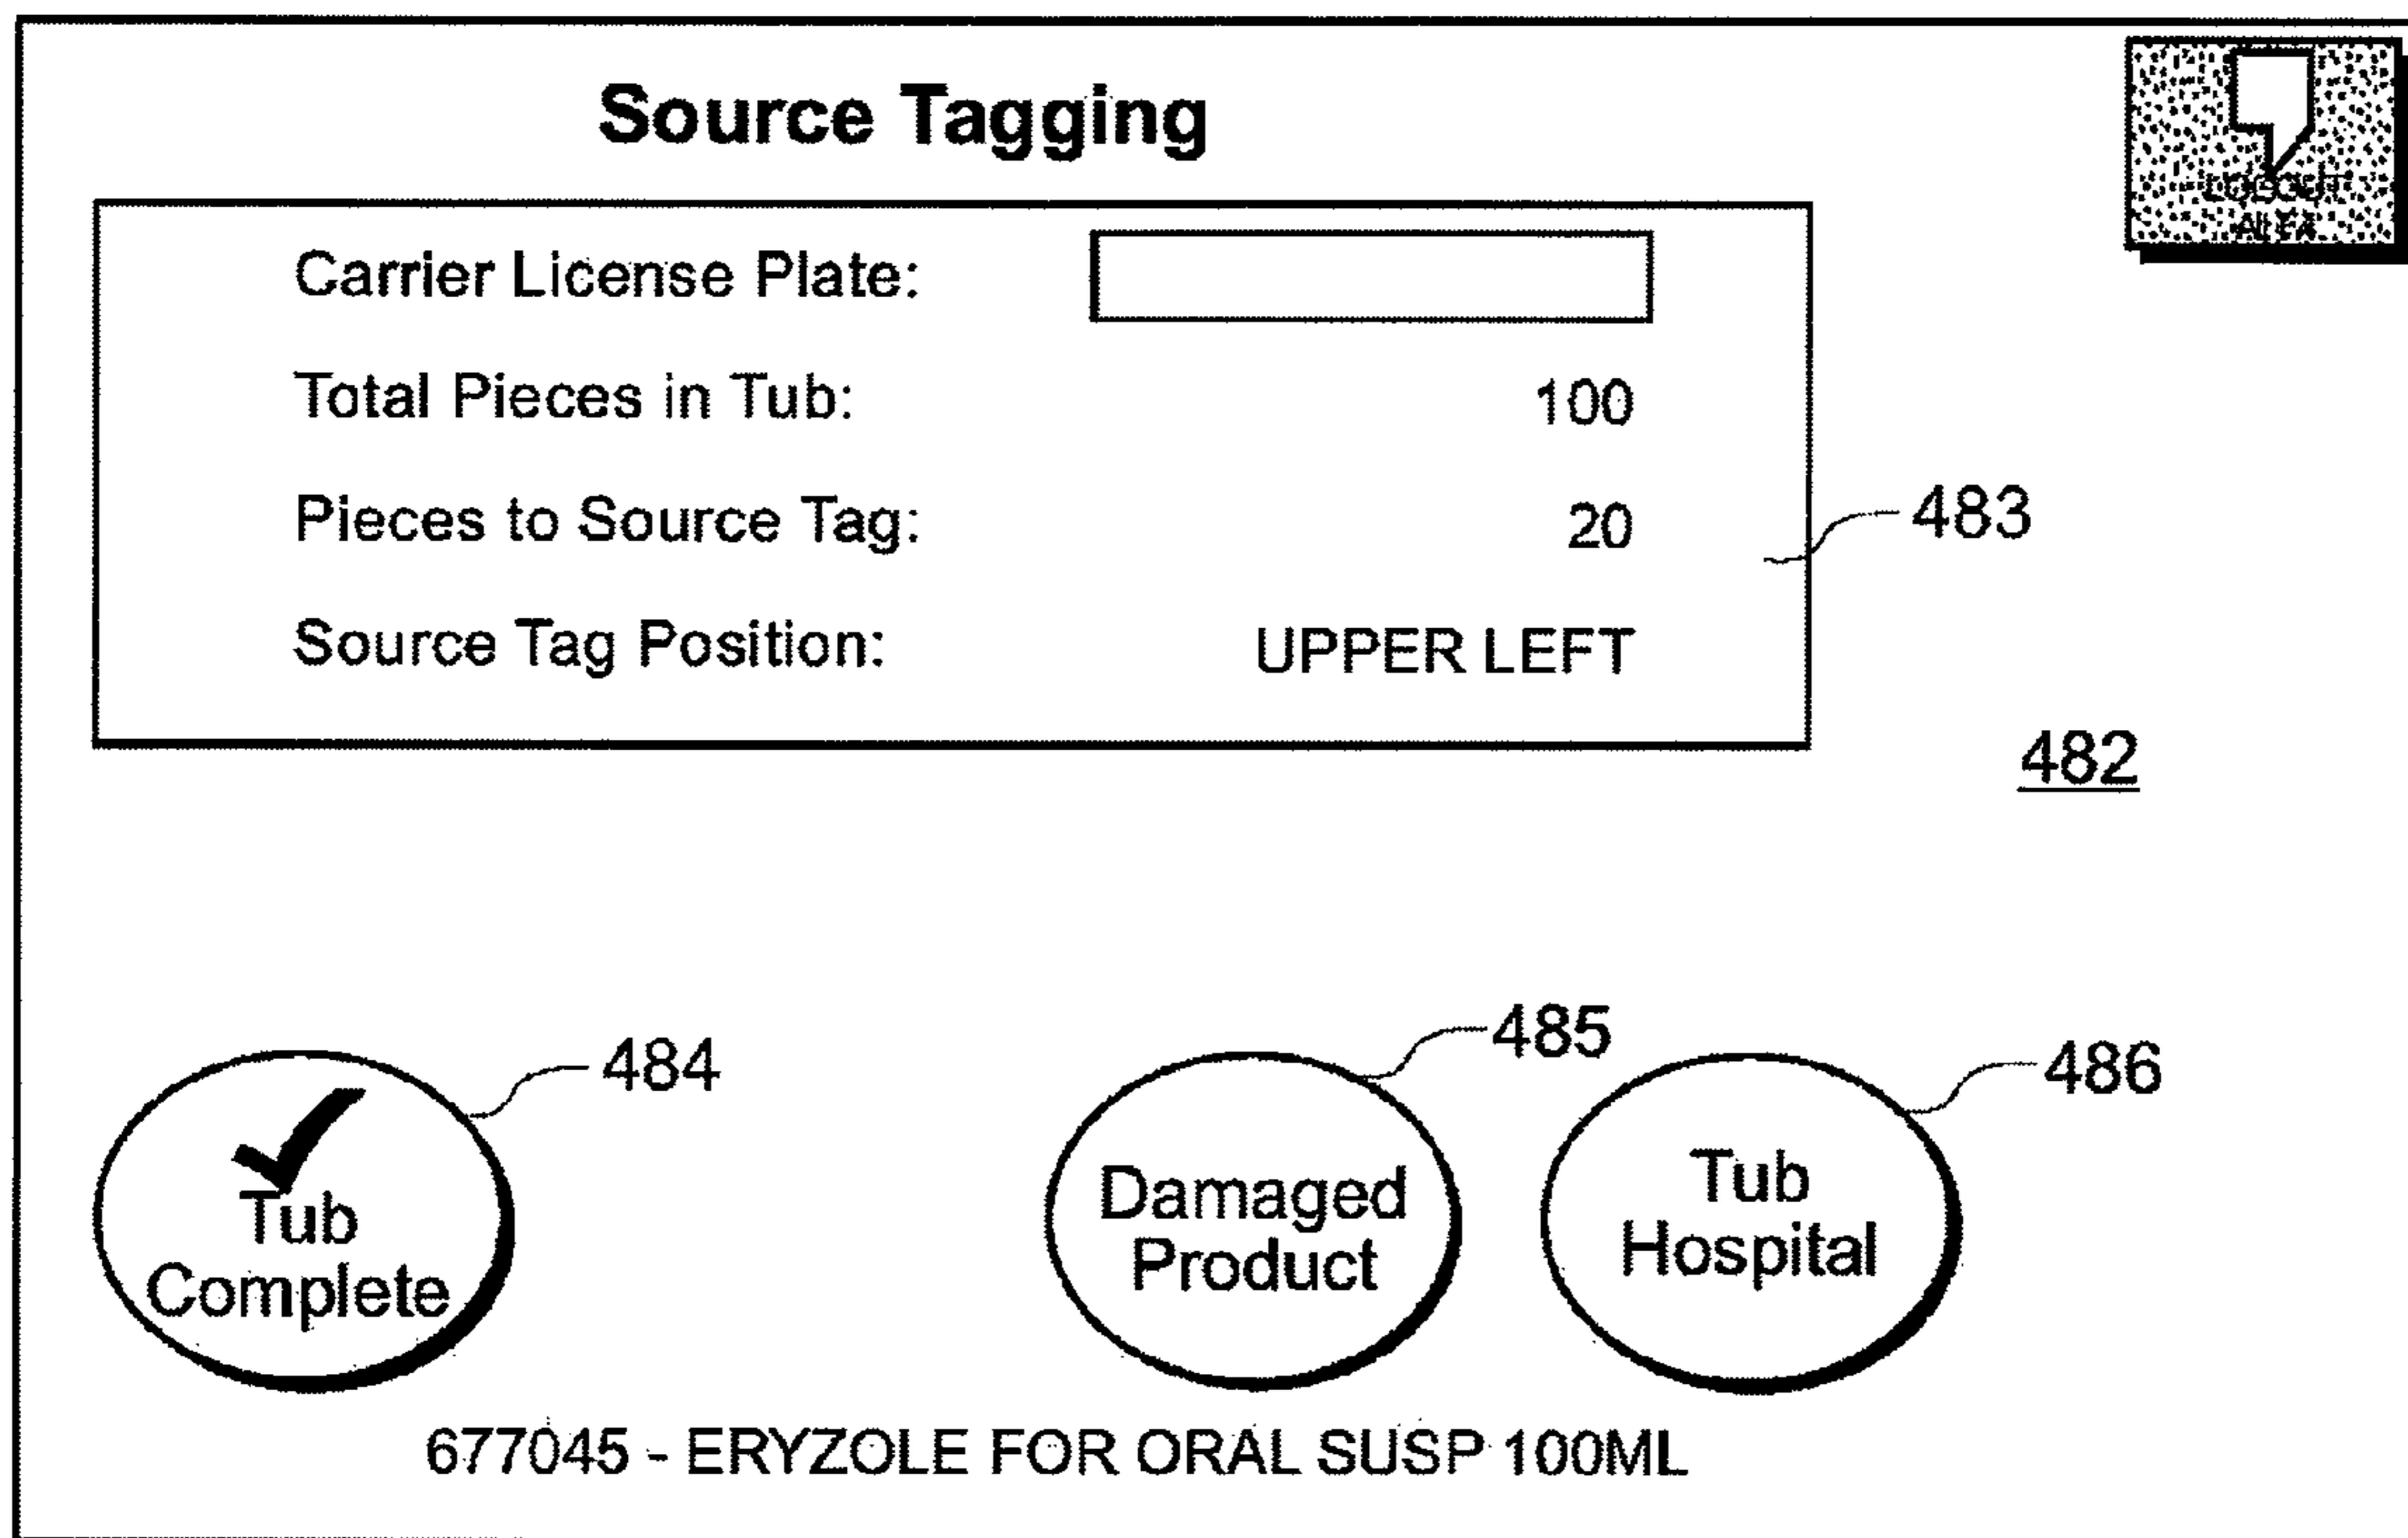 Source Tagging
LOGOUT
Carrier License Plate:
Total Pieces in Tub: 100
Pieces to Source Tag: 20
483
Source Tag Position: UPPER LEFT
482
484
485
486
Tub
Complete
Damaged
Product
Tub
Hospital
677045 - ERYZOLE FOR ORAL SUSP 100ML